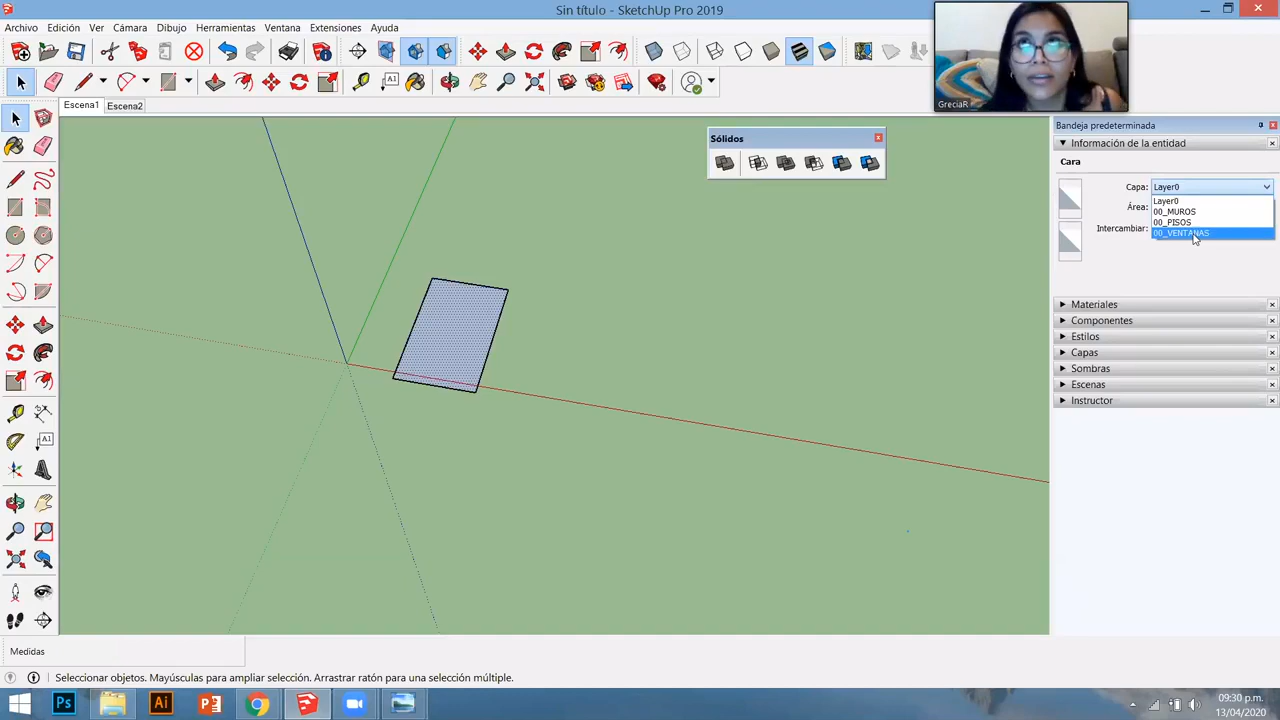 Sin título - SketchUp Pro 2019
Archivo Edición Ver Cámara Dibujo Herramientas Ventana Extensiones Ayuda
GreciaR
Escena1 Escena2
Bandeja predeterminada
Información de la entidad
Sólidos
Cara
Capa: Layer0
Layer0
Área:
00_MUROS
00_PISOS
Intercambiar:
00_VENTANAS
Materiales
Componentes
Estilos
Capas
Sombras
Escenas
Instructor
Medidas
Seleccionar objetos. Mayúsculas para ampliar selección. Arrastrar ratón para una selección múltiple.
Ps
Ai
09:30 p.m.
13/04/2020